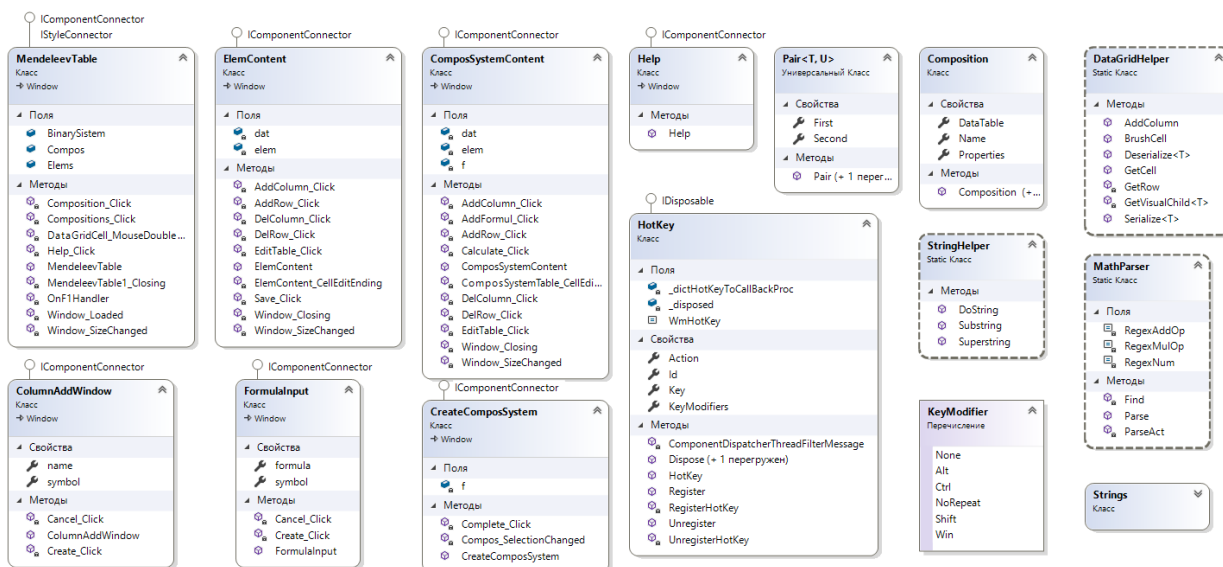 IComponentConnector
IStyleConnector
MendeleevTable
Класс
Window
Поля
BinarySistem
Compos
Elems
Методы
Composition_Click
Compositions_Click
DataGridCell_MouseDouble...
Help_Click
MendeleevTable
MendeleevTable1_Closing
OnF1Handler
Window_Loaded
Window_SizeChanged
IComponentConnector
ElemContent
Класс
Window
Поля
dat
elem
Методы
AddColumn_Click
AddRow_Click
DelColumn_Click
DelRow_Click
EditTable_Click
ElemContent
ElemContent_CellEditEnding
Save_Click
Window_Closing
Window_SizeChanged
IComponentConnector
ComposSystemContent
Класс
Window
Поля
dat
elem
f
Методы
AddColumn_Click
AddFormul_Click
AddRow_Click
Calculate_Click
ComposSystemContent
ComposSystemTable_CellEdi...
DelColumn_Click
DelRow_Click
EditTable_Click
Window_Closing
Window_SizeChanged
IComponentConnector
Help
Класс
Window
Методы
Help
Pair<T, U>
Универсальный Класс
Свойства
First
Second
Методы
Pair (+ 1 перег...
Composition
Класс
Свойства
DataTable
Name
Properties
Методы
Composition (+...
DataGridHelper
Static Класс
Методы
AddColumn
BrushCell
Deserialize<T>
GetCell
GetRow
GetVisualChild<T>
Serialize<T>
IDisposable
HotKey
Класс
Поля
_dictHotKeyToCallBackProc
_disposed
WmHotKey
Свойства
Action
Id
Key
KeyModifiers
Методы
ComponentDispatcherThreadFilterMessage
Dispose (+ 1 перегружен)
HotKey
Register
RegisterHotKey
Unregister
UnregisterHotKey
StringHelper
Static Класс
Методы
DoString
Substring
Superstring
MathParser
Static Класс
Поля
RegexAddOp
RegexMulOp
RegexNum
Методы
Find
Parse
ParseAct
IComponentConnector
ColumnAddWindow
Класс
Window
Свойства
name
symbol
Методы
Cancel_Click
ColumnAddWindow
Create_Click
IComponentConnector
FormulaInput
Класс
Window
Свойства
formula
symbol
Методы
Cancel_Click
Create_Click
FormulaInput
IComponentConnector
CreateComposSystem
Класс
Window
Поля
f
Методы
Complete_Click
Compos_SelectionChanged
CreateComposSystem
KeyModifier
Перечисление
None
Alt
Ctrl
NoRepeat
Shift
Win
Strings
Класс